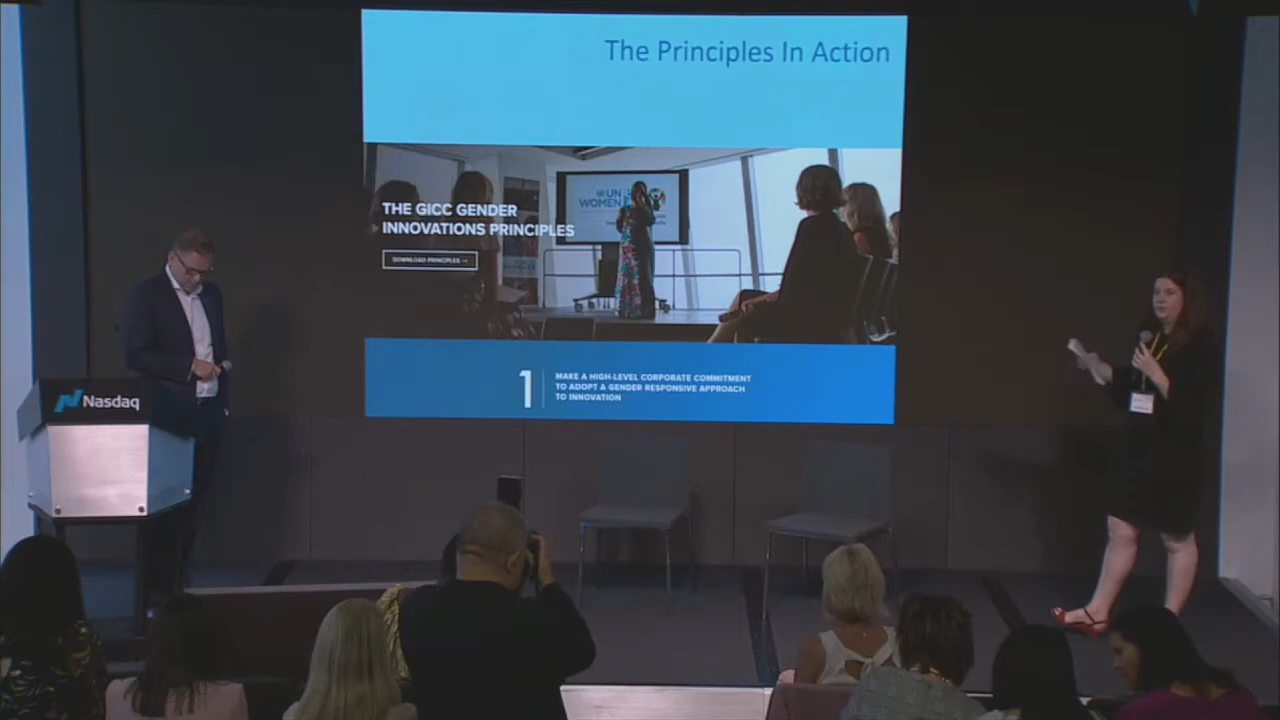 The Principles In Action
UN
WOMEN
THE GICC GENDER
INNOVATIONS PRINCIPLES
DOWNLOAD PRINCIPLES
1
MAKE A HIGH-LEVEL CORPORATE COMMITMENT
TO ADOPT A GENDER RESPONSIVE APPROACH
TO INNOVATION
Nasdaq